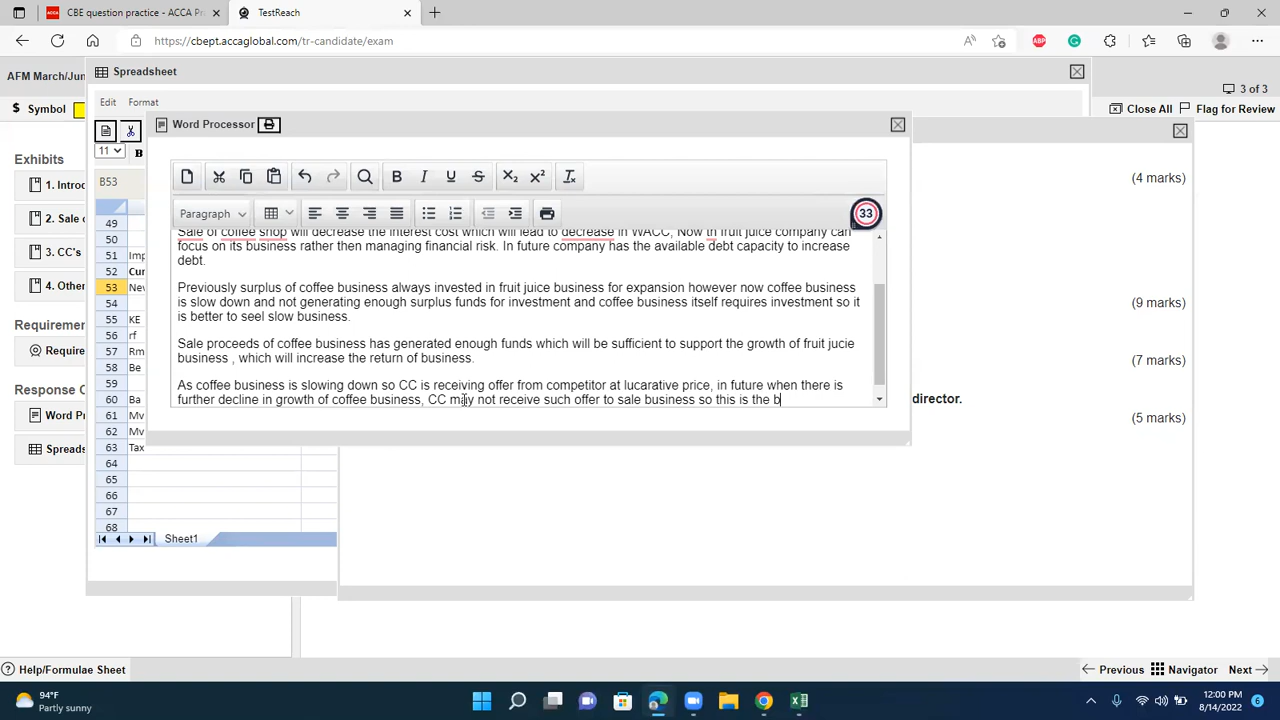 CBE question practice - ACCA Pr
TestReach
https://cbept.accaglobal.com/tr-candidate/exam
ABP
AFM March/Jun
Spreadsheet
3 of 3
$ Symbol
Edit Format
Close All
Flag for Review
Word Processor
11
B
Exhibits
(4 marks)
1. Introd
B53
Paragraph
33
2. Sale o
49
Sale of coffee shop will decrease the interest cost which will lead to decrease in WACC, Now th fruit juice company can
50
focus on its business rather then managing financial risk. In future company has the available debt capacity to increase
3. CC's
51 Imp
debt.
52 Cur
4. Other
53 Nev
Previously surplus of coffee business always invested in fruit juice business for expansion however now coffee business
54
is slow down and not generating enough surplus funds for investment and coffee business itself requires investment so it
(9 marks)
55 KE
is better to seel slow business.
Requiremen
56 rf
Require
57 Rm
Sale proceeds of coffee business has generated enough funds which will be sufficient to support the growth of fruit jucie
(7 marks)
58 Be
business , which will increase the return of business.
59
Response O
As coffee business is slowing down so CC is receiving offer from competitor at lucarative price, in future when there is
60 Ba
further decline in growth of coffee business, CC may not receive such offer to sale business so this is the b
director.
Word Pr
61 Mv
(5 marks)
62 Mv
Spreads
63 Tax
64
65
66
67
68
Sheet1
Help/Formulae Sheet
Previous
Navigator
Next
94°F
Partly sunny
12:00 PM
8/14/2022
6